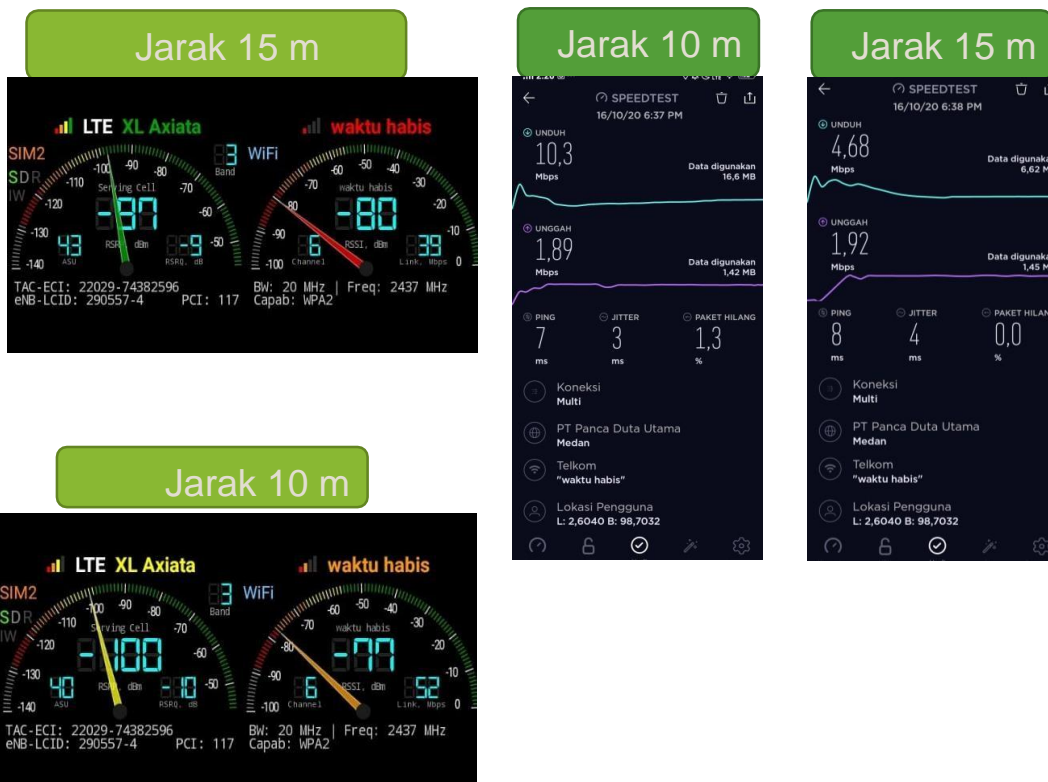 Jarak 15 m
LTE XL Axiata
waktu habis
SIM2
SDR
IW
3
Band
WiFi
-140 -130 -120 -110 -100 -90 -80 -70 -60 -50
Serving Cell
-97
RSRP, dBm
43
ASU
-9
RSRQ, dB
-100 -90 -80 -70 -60 -50 -40 -30 -20 -10 0
waktu habis
-80
RSSI, dBm
6
Channel
39
Link, Mbps
TAC-ECI: 22029-74382596
eNB-LCID: 290557-4 PCI: 117
BW: 20 MHz | Freq: 2437 MHz
Capab: WPA2
Jarak 10 m
LTE XL Axiata
waktu habis
SIM2
SDR
IW
3
Band
WiFi
-140 -130 -120 -110 -100 -90 -80 -70 -60 -50
Serving Cell
-100
RSRP, dBm
40
ASU
-10
RSRQ, dB
-100 -90 -80 -70 -60 -50 -40 -30 -20 -10 0
waktu habis
-77
RSSI, dBm
6
Channel
52
Link, Mbps
TAC-ECI: 22029-74382596
eNB-LCID: 290557-4 PCI: 117
BW: 20 MHz | Freq: 2437 MHz
Capab: WPA2
Jarak 10 m
SPEEDTEST
16/10/20 6:37 PM
UNDUH
10,3
Mbps
Data digunakan
16,6 MB
UNGGAH
1,89
Mbps
Data digunakan
1,42 MB
PING JITTER PAKET HILANG
7 3 1,3
ms ms %
Koneksi
Multi
PT Panca Duta Utama
Medan
Telkom
"waktu habis"
Lokasi Pengguna
L: 2,6040 B: 98,7032
Jarak 15 m
SPEEDTEST
16/10/20 6:38 PM
UNDUH
4,68
Mbps
Data digunaka
6,62 M
UNGGAH
1,92
Mbps
Data digunaka
1,45 M
PING JITTER PAKET HILAN
8 4 0,0
ms ms %
Koneksi
Multi
PT Panca Duta Utama
Medan
Telkom
"waktu habis"
Lokasi Pengguna
L: 2,6040 B: 98,7032